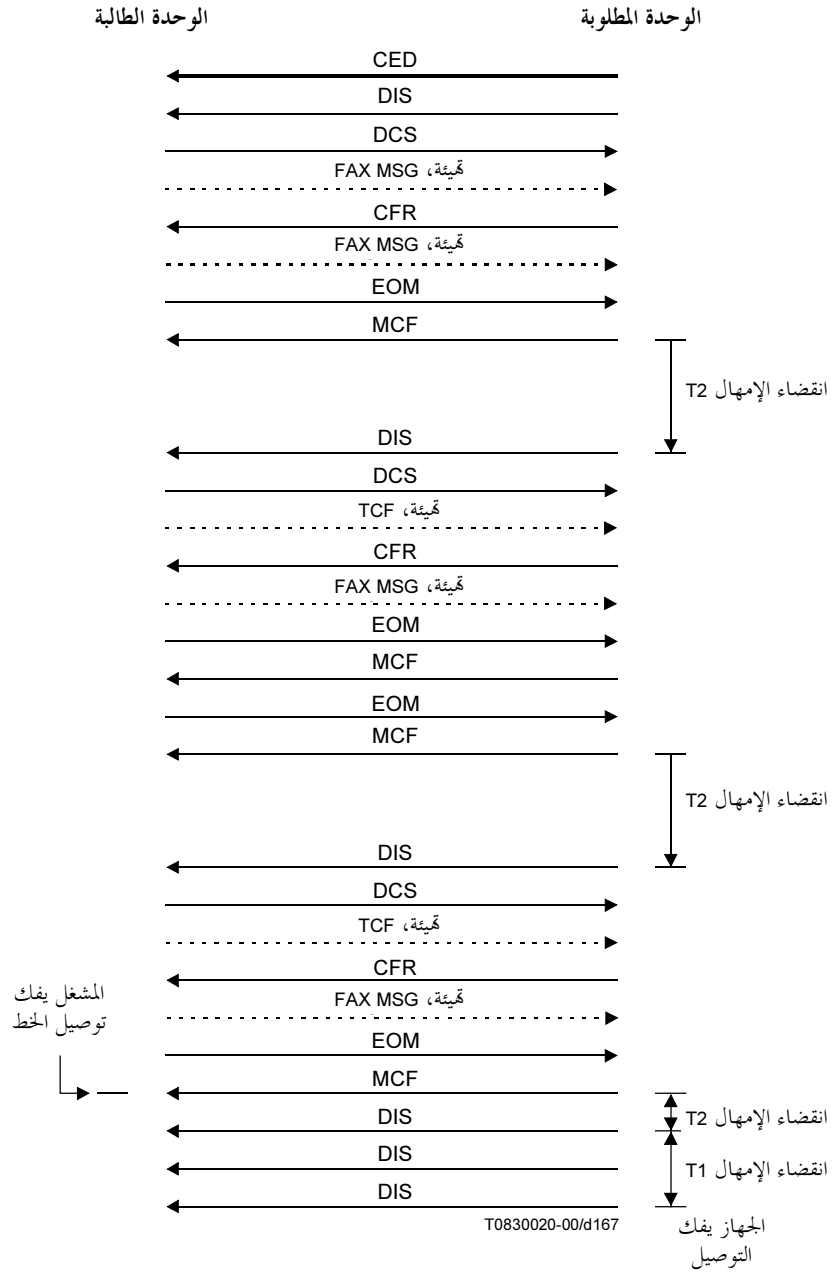 الوحدة المطلوبة
الوحدة الطالبة
CED
DIS
DCS
تهيئة، FAX MSG
CFR
تهيئة، FAX MSG
EOM
MCF
انقضاء الإمهال T2
DIS
DCS
تهيئة، TCF
CFR
تهيئة، FAX MSG
EOM
MCF
EOM
MCF
انقضاء الإمهال T2
DIS
DCS
تهيئة، TCF
CFR
تهيئة، FAX MSG
المشغل يفك
توصيل الخط
EOM
MCF
انقضاء الإمهال T2
DIS
DIS
انقضاء الإمهال T1
DIS
T0830020-00/d167
الجهاز يفك
التوصيل